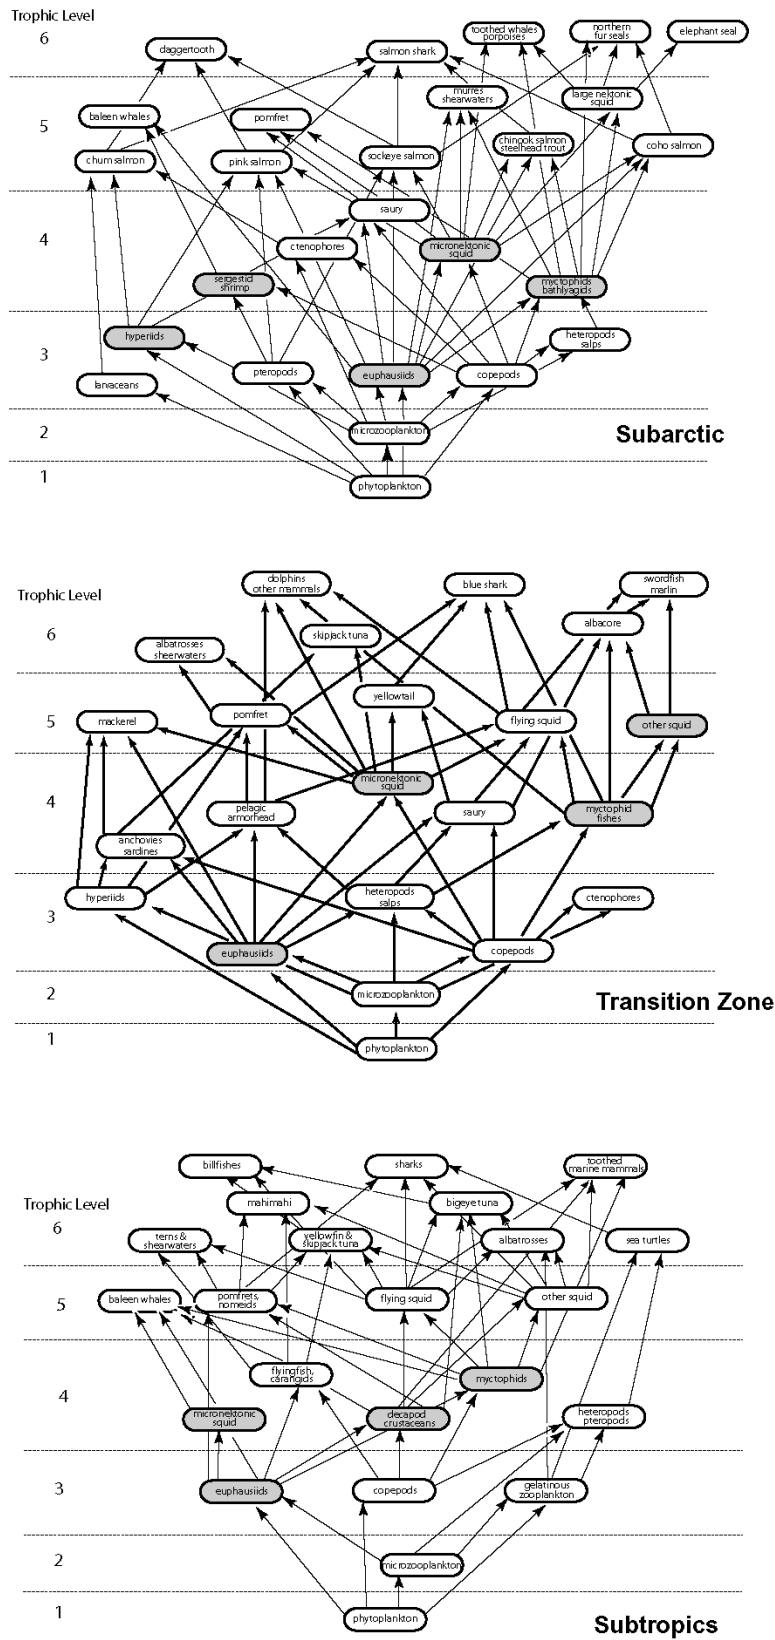 Trophic Level
6
daggertooth
salmon shark
toothed whales
porpoises
northern
fur seals
elephant seal
5
baleen whales
pomfret
murres
shearwaters
large nektonic
squid
chum salmon
pink salmon
sockeye salmon
chinook salmon
steelhead trout
coho salmon
4
saury
ctenophores
micronektonic
squid
sergestid
shrimp
myctophids
bathlyagids
3
hyperiids
heteropods
salps
larvaceans
pteropods
euphausiids
copepods
2
microzooplankton
Subarctic
1
phytoplankton
Trophic Level
dolphins
other mammals
blue shark
swordfish
marlin
6
albatrosses
sheerwaters
skipjack tuna
albacore
5
mackerel
pomfret
yellowtail
flying squid
other squid
4
micronektonic
squid
pelagic
armorhead
saury
myctophid
fishes
anchovies
sardines
3
hyperiids
heteropods
salps
ctenophores
euphausiids
copepods
2
microzooplankton
Transition Zone
1
phytoplankton
Trophic Level
billfishes
sharks
toothed
marine mammals
mahimahi
bigeye tuna
6
terns &
shearwaters
yellowfin &
skipjack tuna
albatrosses
sea turtles
5
baleen whales
pomfrets,
nomeids
flying squid
other squid
4
flyingfish,
carangids
myctophids
micronektonic
squid
decapod
crustaceans
heteropods
pteropods
3
euphausiids
copepods
gelatinous
zooplankton
2
microzooplankton
1
phytoplankton
Subtropics